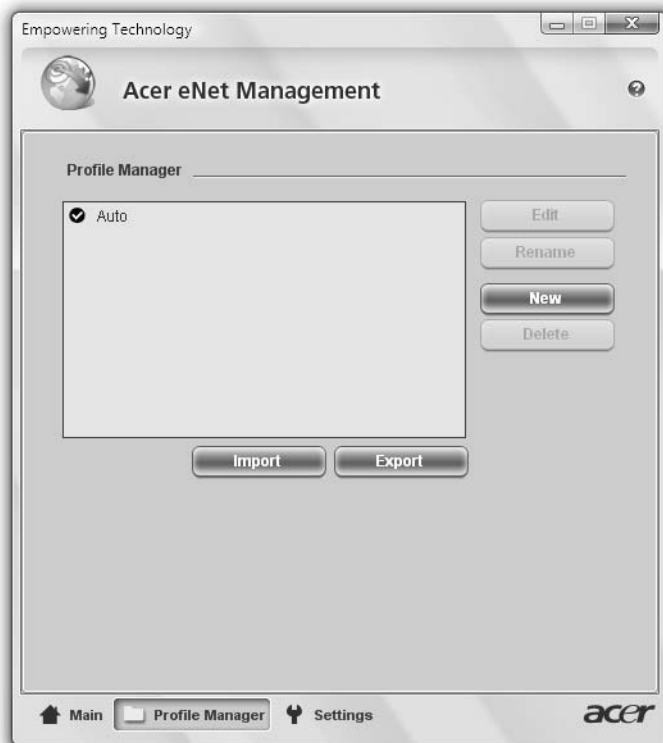 Empowering Technology
Acer eNet Management
Profile Manager
Auto
Edit
Rename
New
Delete
Import
Export
Main
Profile Manager
Settings
acer